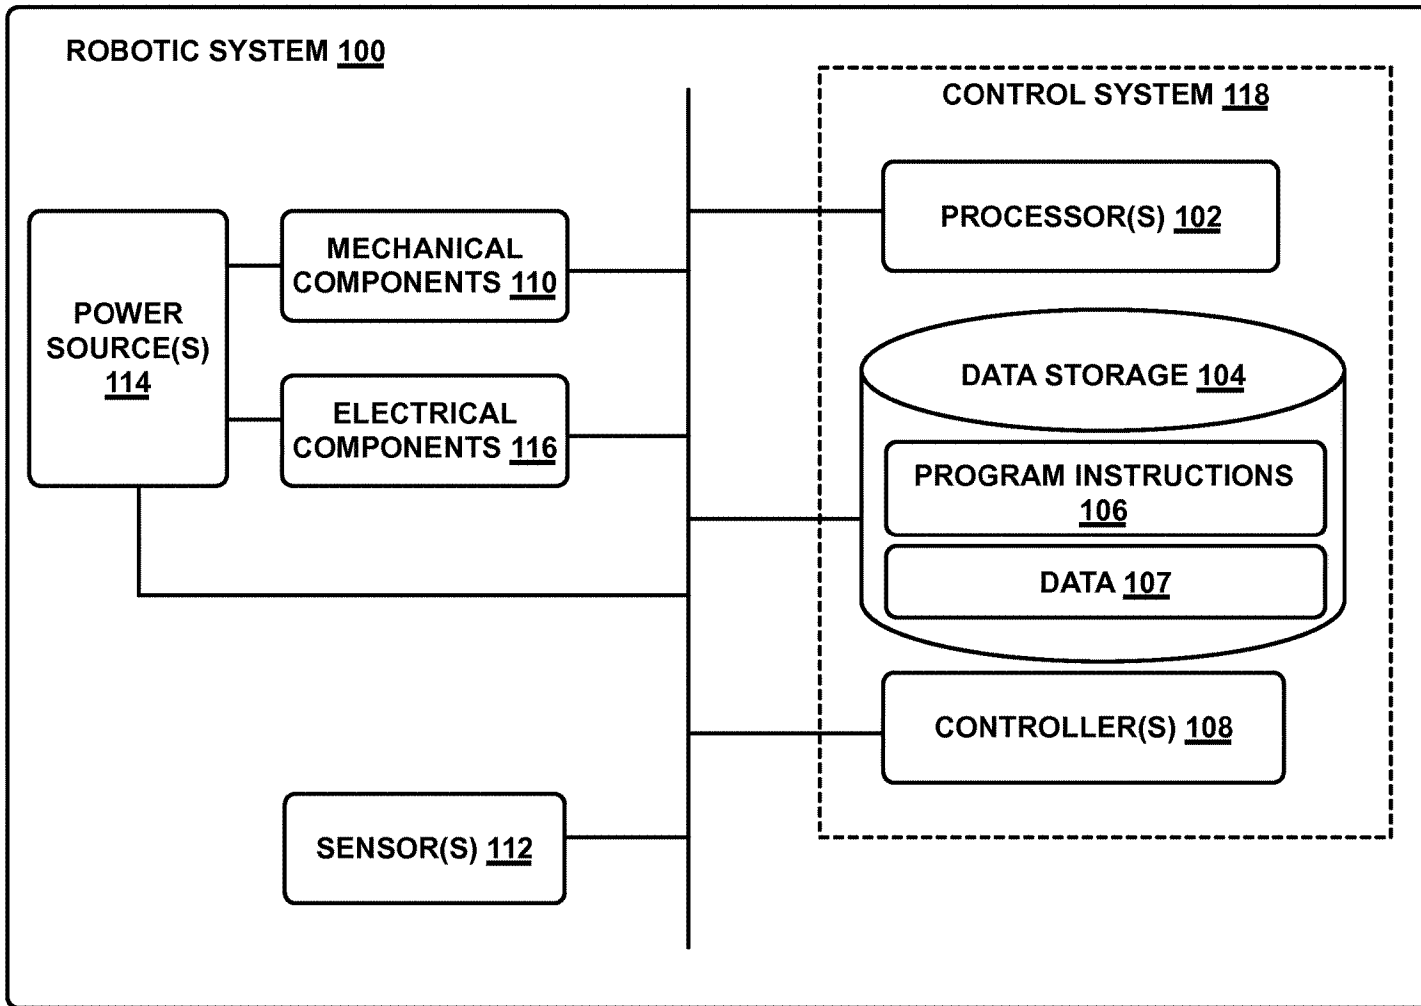 ROBOTIC SYSTEM 100
CONTROL SYSTEM 118
PROCESSOR(S) 102
MECHANICAL
COMPONENTS 110
POWER
SOURCE(S)
114
ELECTRICAL
COMPONENTS 116
DATA STORAGE 104
PROGRAM INSTRUCTIONS
106
DATA 107
CONTROLLER(S) 108
SENSOR(S) 112